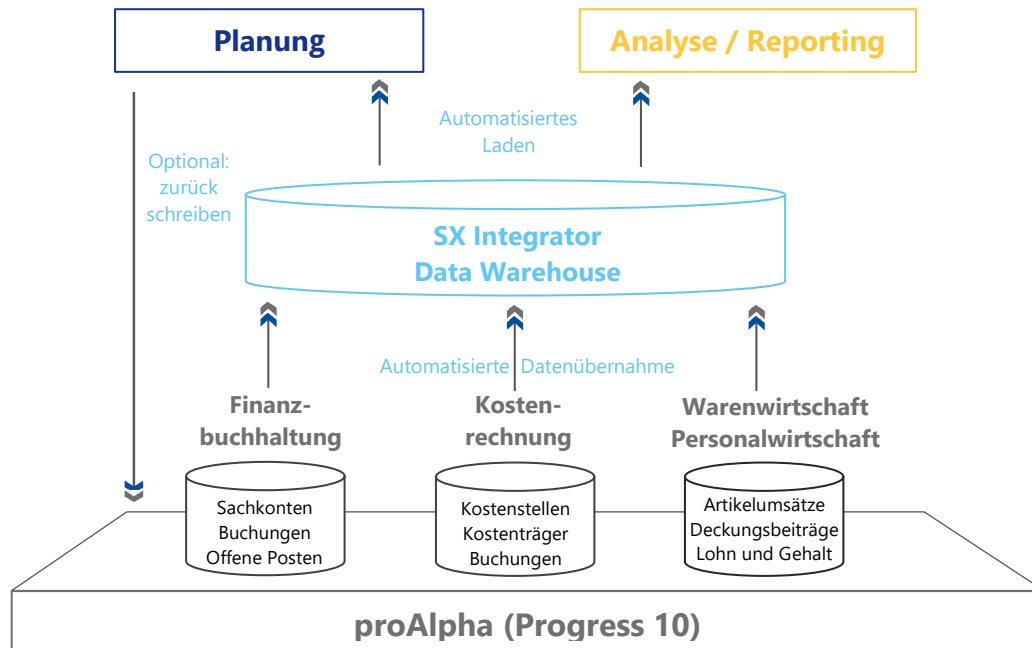 Planung
Analyse / Reporting
Automatisiertes
Laden
Optional:
zurück
schreiben
SX Integrator
Data Warehouse
Automatisierte Datenübernahme
Finanz-
buchhaltung
Kosten-
rechnung
Warenwirtschaft
Personalwirtschaft
Sachkonten
Buchungen
Offene Posten
Kostenstellen
Kostenträger
Buchungen
Artikelumsätze
Deckungsbeiträge
Lohn und Gehalt
proAlpha (Progress 10)